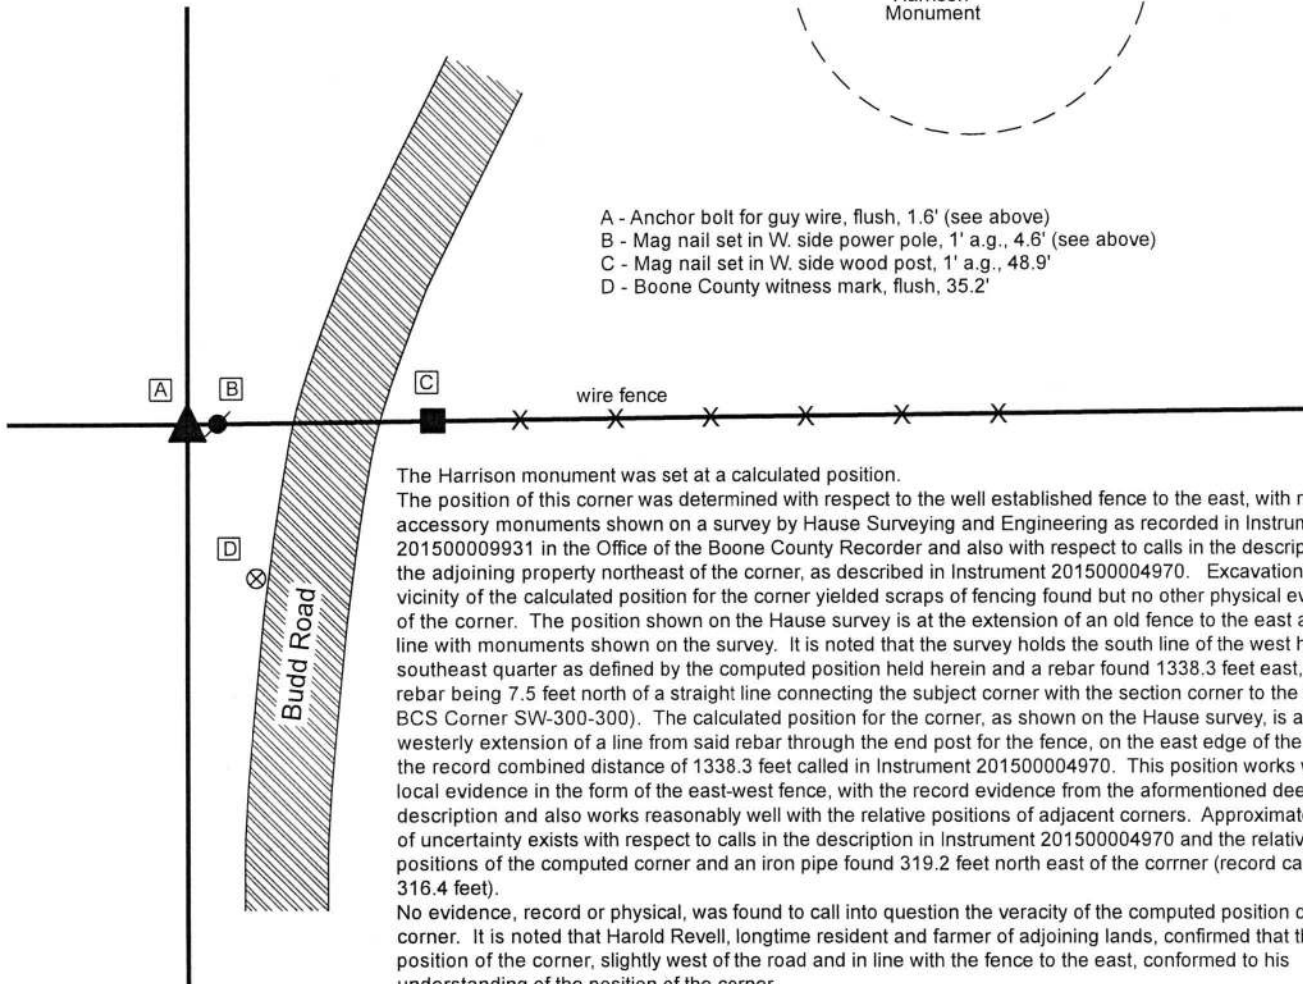 Monument
A - Anchor bolt for guy wire, flush, 1.6' (see above)
B - Mag nail set in W. side power pole, 1' a.g., 4.6' (see above)
C - Mag nail set in W. side wood post, 1' a.g., 48.9'
D - Boone County witness mark, flush, 35.2'
A
B
C
wire fence
D
Budd Road
The Harrison monument was set at a calculated position.
The position of this corner was determined with respect to the well established fence to the east, with
accessory monuments shown on a survey by Hause Surveying and Engineering as recorded in
201500009931 in the Office of the Boone County Recorder and also with respect to calls in the
the adjoining property northeast of the corner, as described in Instrument 201500004970. Excavation
vicinity of the calculated position for the corner yielded scraps of fencing found but no other physical
of the corner. The position shown on the Hause survey is at the extension of an old fence to the east
line with monuments shown on the survey. It is noted that the survey holds the south line of the west
southeast quarter as defined by the computed position held herein and a rebar found 1338.3 feet east,
rebar being 7.5 feet north of a straight line connecting the subject corner with the section corner to the
BCS Corner SW-300-300). The calculated position for the corner, as shown on the Hause survey, is
westerly extension of a line from said rebar through the end post for the fence, on the east edge of the
the record combined distance of 1338.3 feet called in Instrument 201500004970. This position works
local evidence in the form of the east-west fence, with the record evidence from the aformentioned
description and also works reasonably well with the relative positions of adjacent corners.
of uncertainty exists with respect to calls in the description in Instrument 201500004970 and the
positions of the computed corner and an iron pipe found 319.2 feet north east of the corrner (record
316.4 feet).
No evidence, record or physical, was found to call into question the veracity of the computed position
corner. It is noted that Harold Revell, longtime resident and farmer of adjoining lands, confirmed that
position of the corner, slightly west of the road and in line with the fence to the east, conformed to his
understanding of the position of the corner